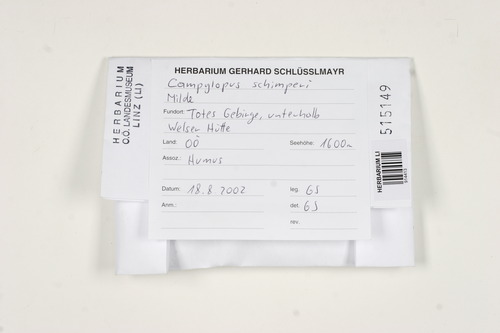 HERBARIUM
O.Ö. LANDESMUSEUM
LINZ (LI)
HERBARIUM GERHARD SCHLÜSSLMAYR
Campylopus schimperi
Milde
Fundort: Totes Gebirge, unterhalb
Welser Hütte
Land: OÖ Seehöhe: 1600m
Assoz.: Humus
Datum: 18.8.2002 leg. GS
Anm.: det. GS
rev.
515149
HERBARIUM LI